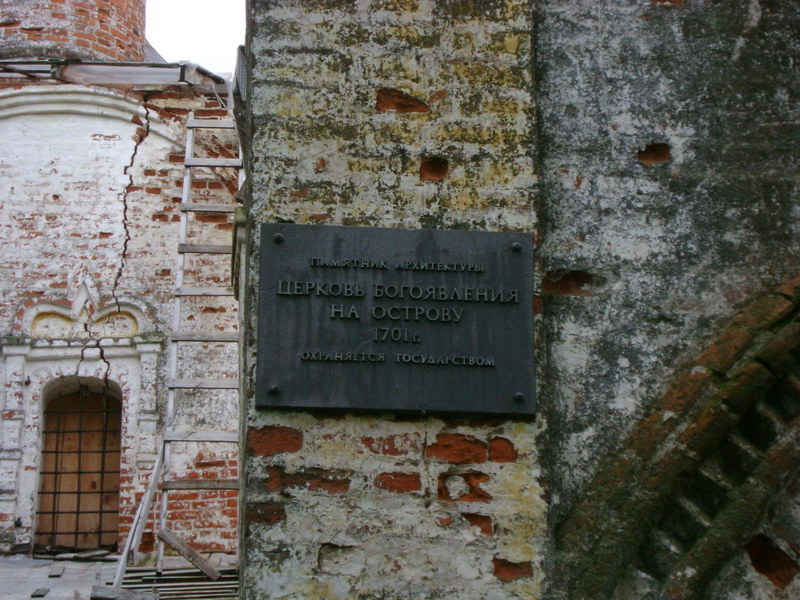 ПАМЯТНИК АРХИТЕКТУРЫ
ЦЕРКОВЬ БОГОЯВЛЕНИЯ
НА ОСТРОВУ
1701 г.
ОХРАНЯЕТСЯ ГОСУДАРСТВОМ